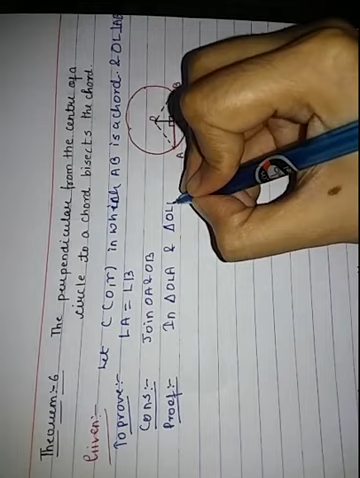 Theorem:-6 The perpendicular from the centre of a
circle to a chord bisects the chord.
Given:- Let C(O,r) in which AB is a chord & OL⊥AB
To prove:- LA = LB
Cons:- Join OA & OB
Proof:- In ΔOLA & ΔOL
B
A